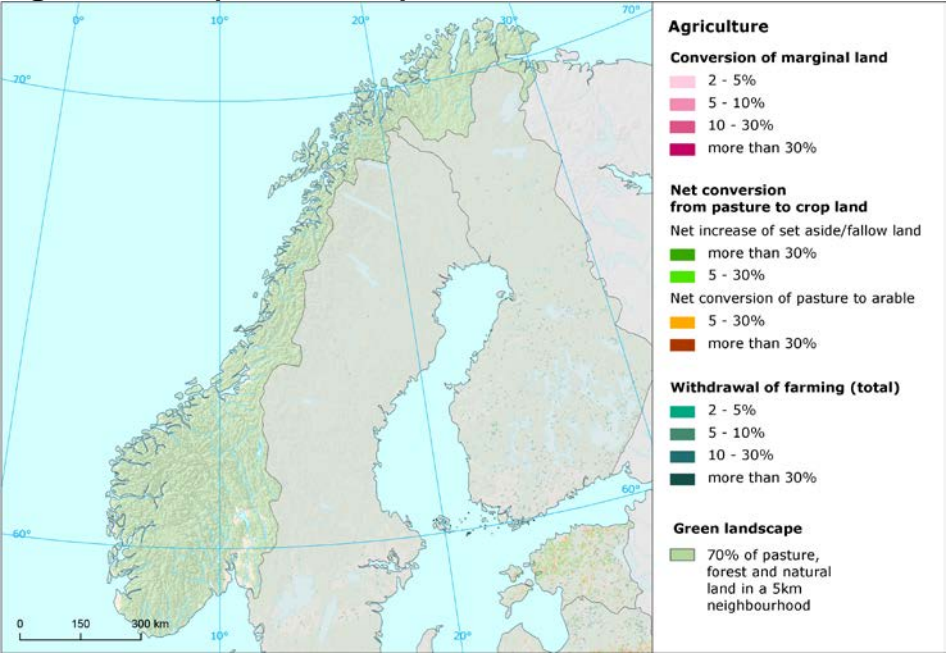 0°
10°
20°
30°
70°
70°
60°
60°
0 150 300 km
10°
20°
Agriculture
Conversion of marginal land
2 - 5%
5 - 10%
10 - 30%
more than 30%
Net conversion
from pasture to crop land
Net increase of set aside/fallow land
more than 30%
5 - 30%
Net conversion of pasture to arable
5 - 30%
more than 30%
Withdrawal of farming (total)
2 - 5%
5 - 10%
10 - 30%
more than 30%
Green landscape
70% of pasture,
forest and natural
land in a 5km
neighbourhood